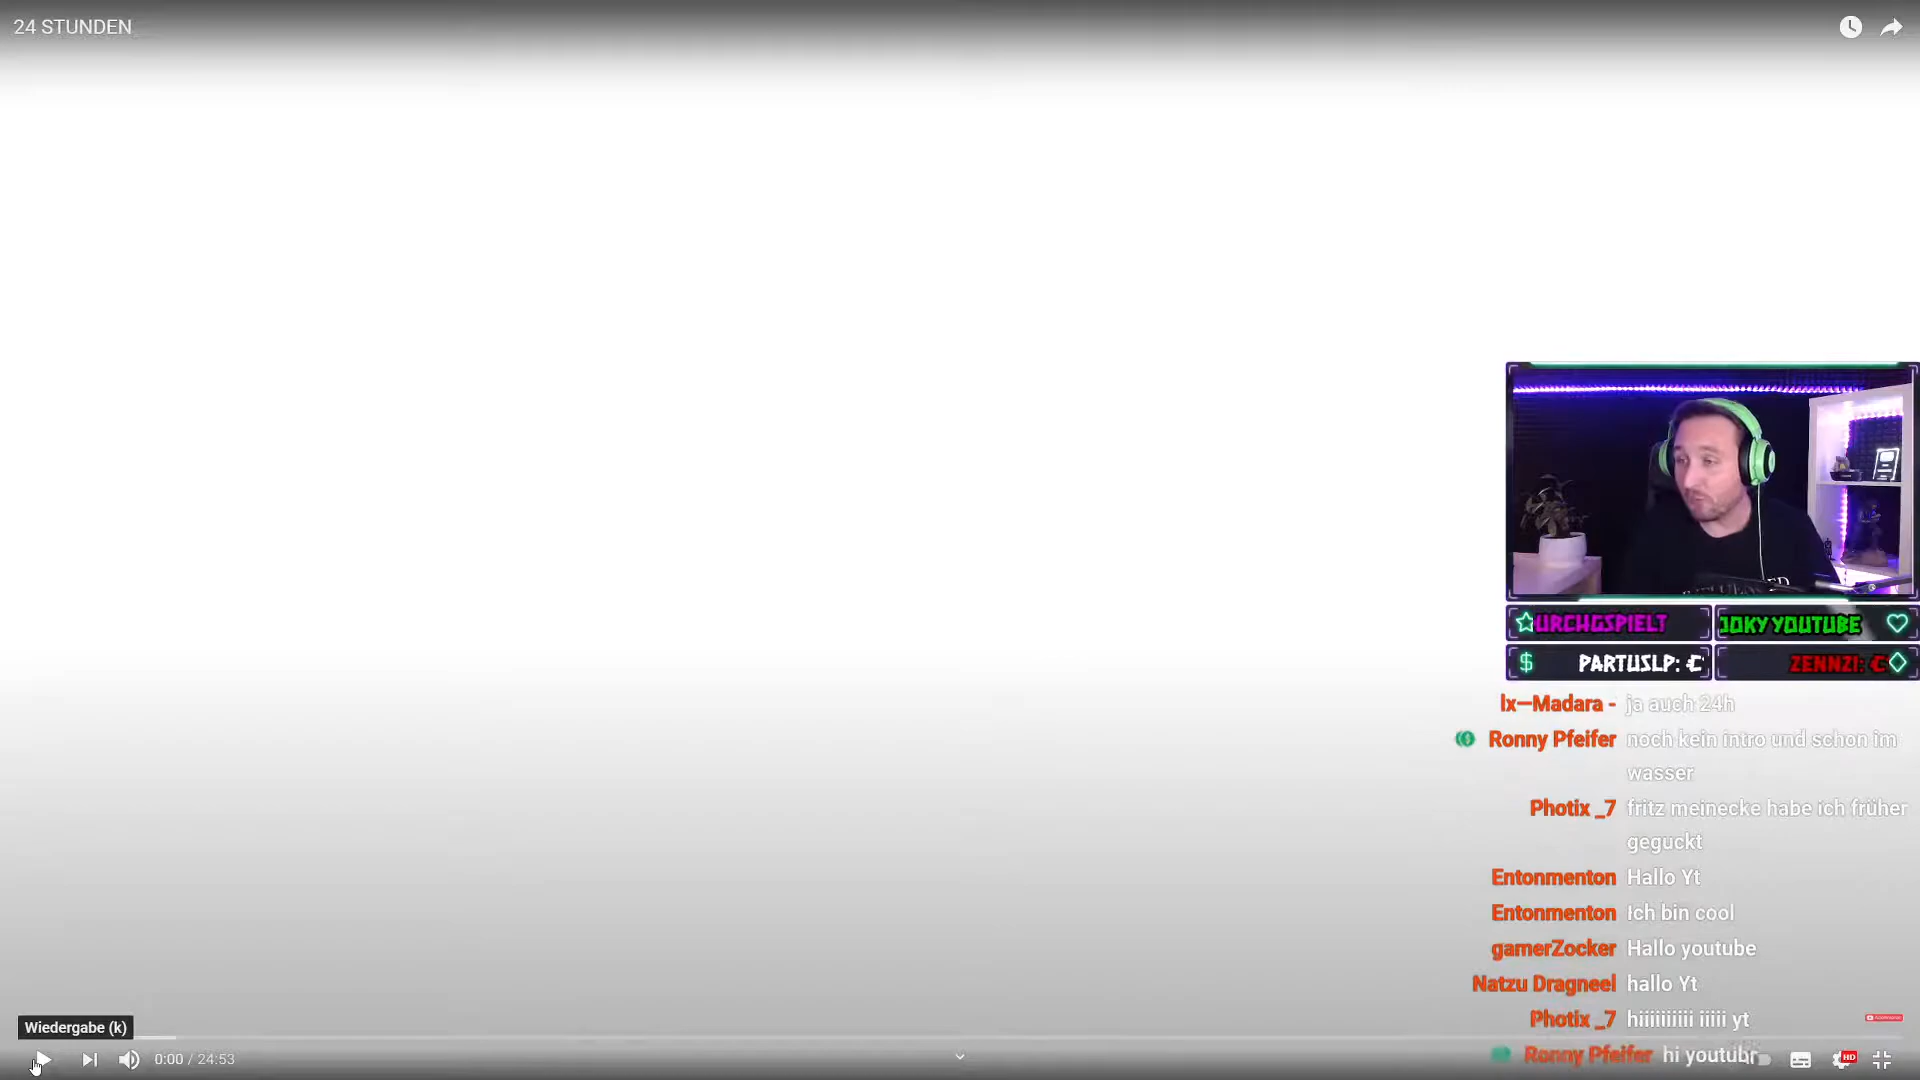 24 STUNDEN
URCHGSPIELT
JOKY YOUTUBE
PARTUSLP: €
ZENNZI: €
lx—Madara - ja auch 24h
Ronny Pfeifer noch kein intro und schon im
wasser
Photix _7 fritz meinecke habe ich früher
geguckt
Entonmenton Hallo Yt
Entonmenton Ich bin cool
gamerZocker Hallo youtube
Natzu Dragneel hallo Yt
Photix _7 hiiiiiiiiii iiiii yt
Ronny Pfeifer hi youtube
Wiedergabe (k)
0:00 / 24:53
HD